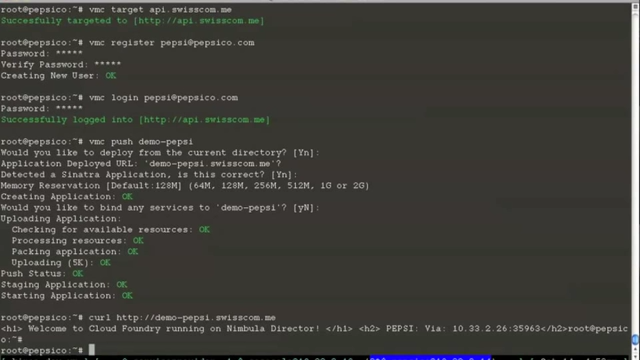 root@pepsico:~# vmc target api.swisscom.me
Succesfully targeted to [http://api.swisscom.me]
root@pepsico:~# vmc register pepsi@pepsico.com
Password: *****
Verify Password: *****
Creating New User: OK
root@pepsico:~# vmc login pepsi@pepsico.com
Password: *****
Successfully logged into [http://api.swisscom.me]
root@pepsico:~# vmc push demo-pepsi
Would you like to deploy from the current directory? [Yn]:
Application Deployed URL: 'demo-pepsi.swisscom.me'?
Detected a Sinatra Application, is this correct? [Yn]:
Memory Reservation [Default:128M] (64M, 128M, 256M, 512M, 1G or 2G)
Creating Application: OK
Would you like to bind any services to 'demo-pepsi'? [yN]:
Uploading Application:
Checking for available resources: OK
Processing resources: OK
Packing application: OK
Uploading (5K): OK
Push Status: OK
Staging Application: OK
Starting Application: OK
root@pepsico:~# curl http://demo-pepsi.swisscom.me
<h1> Welcome to Cloud Foundry running on Nimbula Director! </h1> <h2> PEPSI: Via: 10.33.2.26:35963</h2>root@pepsic
o:~#
root@pepsico:~#